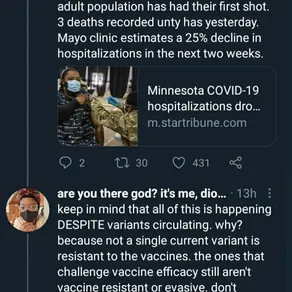 adult population has had their first shot.
3 deaths recorded unty has yesterday.
Mayo clinic estimates a 25% decline in
hospitalizations in the next two weeks.
Minnesota COVID-19
hospitalizations dro...
m.startribune.com
2 30 431
are you there god? it's me, dio... · 13h
keep in mind that all of this is happening
DESPITE variants circulating. why?
because not a single current variant is
resistant to the vaccines. the ones that
challenge vaccine efficacy still aren't
vaccine resistant or evasive. don't